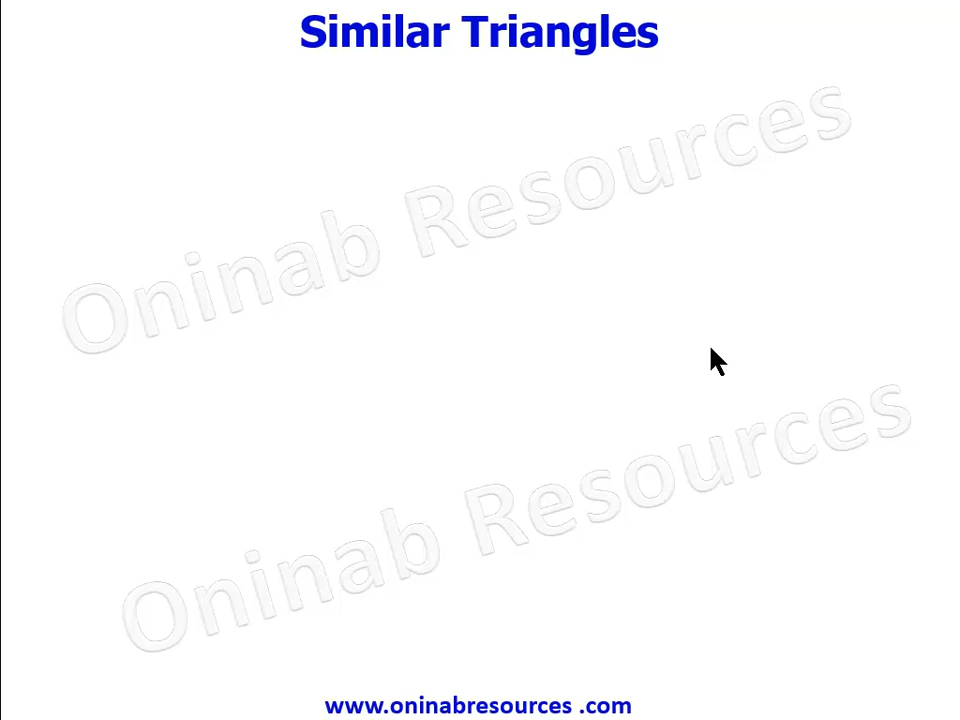 Similar Triangles
Oninab Resources
Oninab Resources
www.oninabresources .com